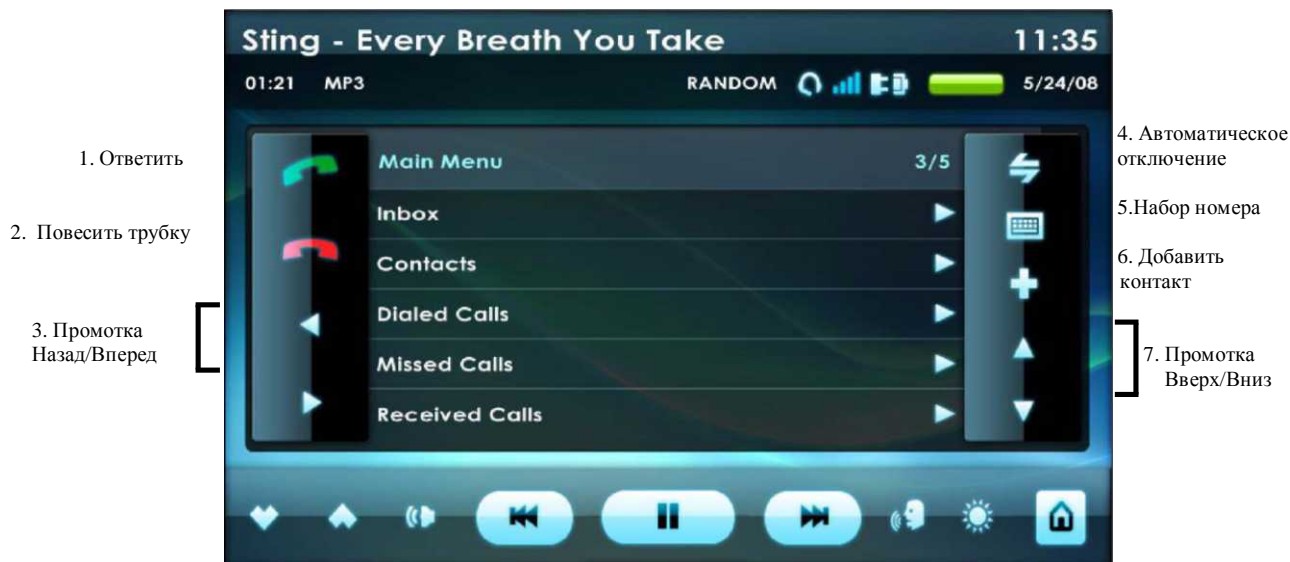 Sting - Every Breath You Take 11:35
01:21 MP3 RANDOM 5/24/08
1. Ответить
2. Повесить трубку
3. Промотка
Назад/Вперед
Main Menu 3/5
Inbox
Contacts
Dialed Calls
Missed Calls
Received Calls
4. Автоматическое
отключение
5.Набор номера
6. Добавить
контакт
7. Промотка
Вверх/Вниз